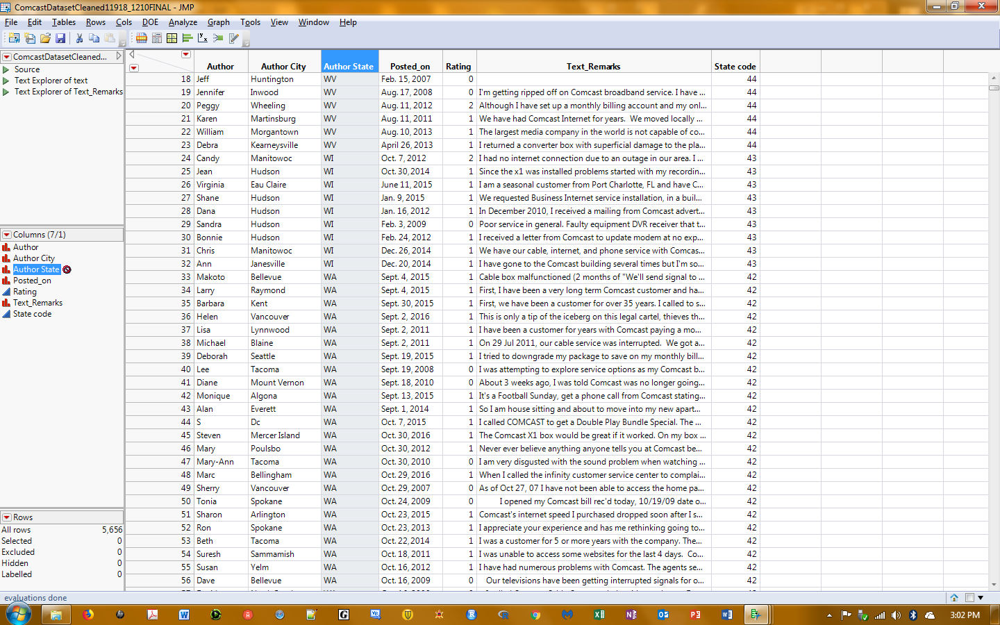 ComcastDatasetCleaned11918_1210FINAL - JMP
File Edit Tables Rows Cols DOE Analyze Graph Tools View Window Help
ComcastDatasetCleaned...
Source
Text Explorer of text
Text Explorer of Text_Remarks
Columns (7/1)
Author
Author City
Author State
Posted_on
Rating
Text_Remarks
State code
Rows
All rows 5,656
Selected 0
Excluded 0
Hidden 0
Labelled 0
Author Author City Author State Posted_on Rating Text_Remarks State code
18 Jeff Huntington WV Feb. 15, 2007 0 44
19 Jennifer Inwood WV Aug. 17, 2008 0 I'm getting ripped off on Comcast broadband service. I have ... 44
20 Peggy Wheeling WV Aug. 11, 2012 2 Although I have set up a monthly billing account and my onl... 44
21 Karen Martinsburg WV Aug. 11, 2011 1 We have had Comcast Internet for years. We moved locally ... 44
22 William Morgantown WV Aug. 10, 2013 1 The largest media company in the world is not capable of co... 44
23 Debra Kearneysville WV April 26, 2013 1 I returned a converter box with superficial damage to the pla... 44
24 Candy Manitowoc WI Oct. 7, 2012 2 I had no internet connection due to an outage in our area. I ... 43
25 Jean Hudson WI Oct. 30, 2014 1 Since the x1 was installed problems started with my recordin... 43
26 Virginia Eau Claire WI June 11, 2015 1 I am a seasonal customer from Port Charlotte, FL and have C... 43
27 Shane Hudson WI Jan. 9, 2015 1 We requested Business Internet service installation, in a buil... 43
28 Dana Hudson WI Jan. 16, 2012 1 In December 2010, I received a mailing from Comcast advert... 43
29 Sandra Hudson WI Feb. 3, 2009 0 Poor service in general. Faulty equipment DVR receiver that t... 43
30 Bonnie Hudson WI Feb. 24, 2012 1 I received a letter from Comcast to update modem at no exp... 43
31 Chris Manitowoc WI Dec. 26, 2014 1 We have our cable, internet, and phone service with Comcas... 43
32 Ann Janesville WI Dec. 20, 2014 1 I have gone to the Comcast building several times but I'm so... 43
33 Makoto Bellevue WA Sept. 4, 2015 1 Cable box malfunctioned (2 months of "We'll send signal to ... 42
34 Larry Raymond WA Sept. 4, 2015 1 First, I have been a very long term Comcast customer and ha... 42
35 Barbara Kent WA Sept. 30, 2015 1 First, we have been a customer for over 35 years. I called to s... 42
36 Helen Vancouver WA Sept. 2, 2016 1 This is only a tip of the iceberg on this legal cartel, thieves th... 42
37 Lisa Lynnwood WA Sept. 2, 2011 1 I have been a customer for years with Comcast paying a mo... 42
38 Michael Blaine WA Sept. 2, 2011 1 On 29 Jul 2011, our cable service was interrupted. We got a... 42
39 Deborah Seattle WA Sept. 19, 2015 1 I tried to downgrade my package to save on my monthly bill... 42
40 Lee Tacoma WA Sept. 19, 2008 0 I was attempting to explore service options as my Comcast b... 42
41 Diane Mount Vernon WA Sept. 18, 2010 0 About 3 weeks ago, I was told Comcast was no longer going... 42
42 Monique Algona WA Sept. 13, 2015 1 It's a Football Sunday, get a phone call from Comcast stating... 42
43 Alan Everett WA Sept. 1, 2014 1 So I am house sitting and about to move into my new apart... 42
44 S Dc WA Oct. 7, 2015 1 I called COMCAST to get a Double Play Bundle Special. The ... 42
45 Steven Mercer Island WA Oct. 30, 2016 1 The Comcast X1 box would be great if it worked. On my box ... 42
46 Mary Poulsbo WA Oct. 30, 2012 1 Never ever believe anything anyone tells you at Comcast be... 42
47 Mary-Ann Tacoma WA Oct. 30, 2010 0 I am very disgusted with the sound problem when watching ... 42
48 Marc Bellingham WA Oct. 29, 2016 1 When I called the infinity customer service center to complai... 42
49 Sherry Vancouver WA Oct. 29, 2007 0 As of Oct 27, 07 I have not been able to access the home pa... 42
50 Tonia Spokane WA Oct. 24, 2009 0 I opened my Comcast bill rec'd today, 10/19/09 date o... 42
51 Sharon Arlington WA Oct. 23, 2015 1 Comcast's internet speed I purchased dropped soon after I s... 42
52 Ron Spokane WA Oct. 23, 2013 1 I appreciate your experience and has me rethinking going to... 42
53 Beth Tacoma WA Oct. 22, 2014 1 I was a customer for 5 or more years with the company. The... 42
54 Suresh Sammamish WA Oct. 18, 2011 1 I was unable to access some websites for the last 4 days. Co... 42
55 Susan Yelm WA Oct. 16, 2012 1 I have had numerous problems with Comcast. The agents se... 42
56 Dave Bellevue WA Oct. 16, 2009 0 Our televisions have been getting interrupted signals for o... 42
evaluations done
3:02 PM